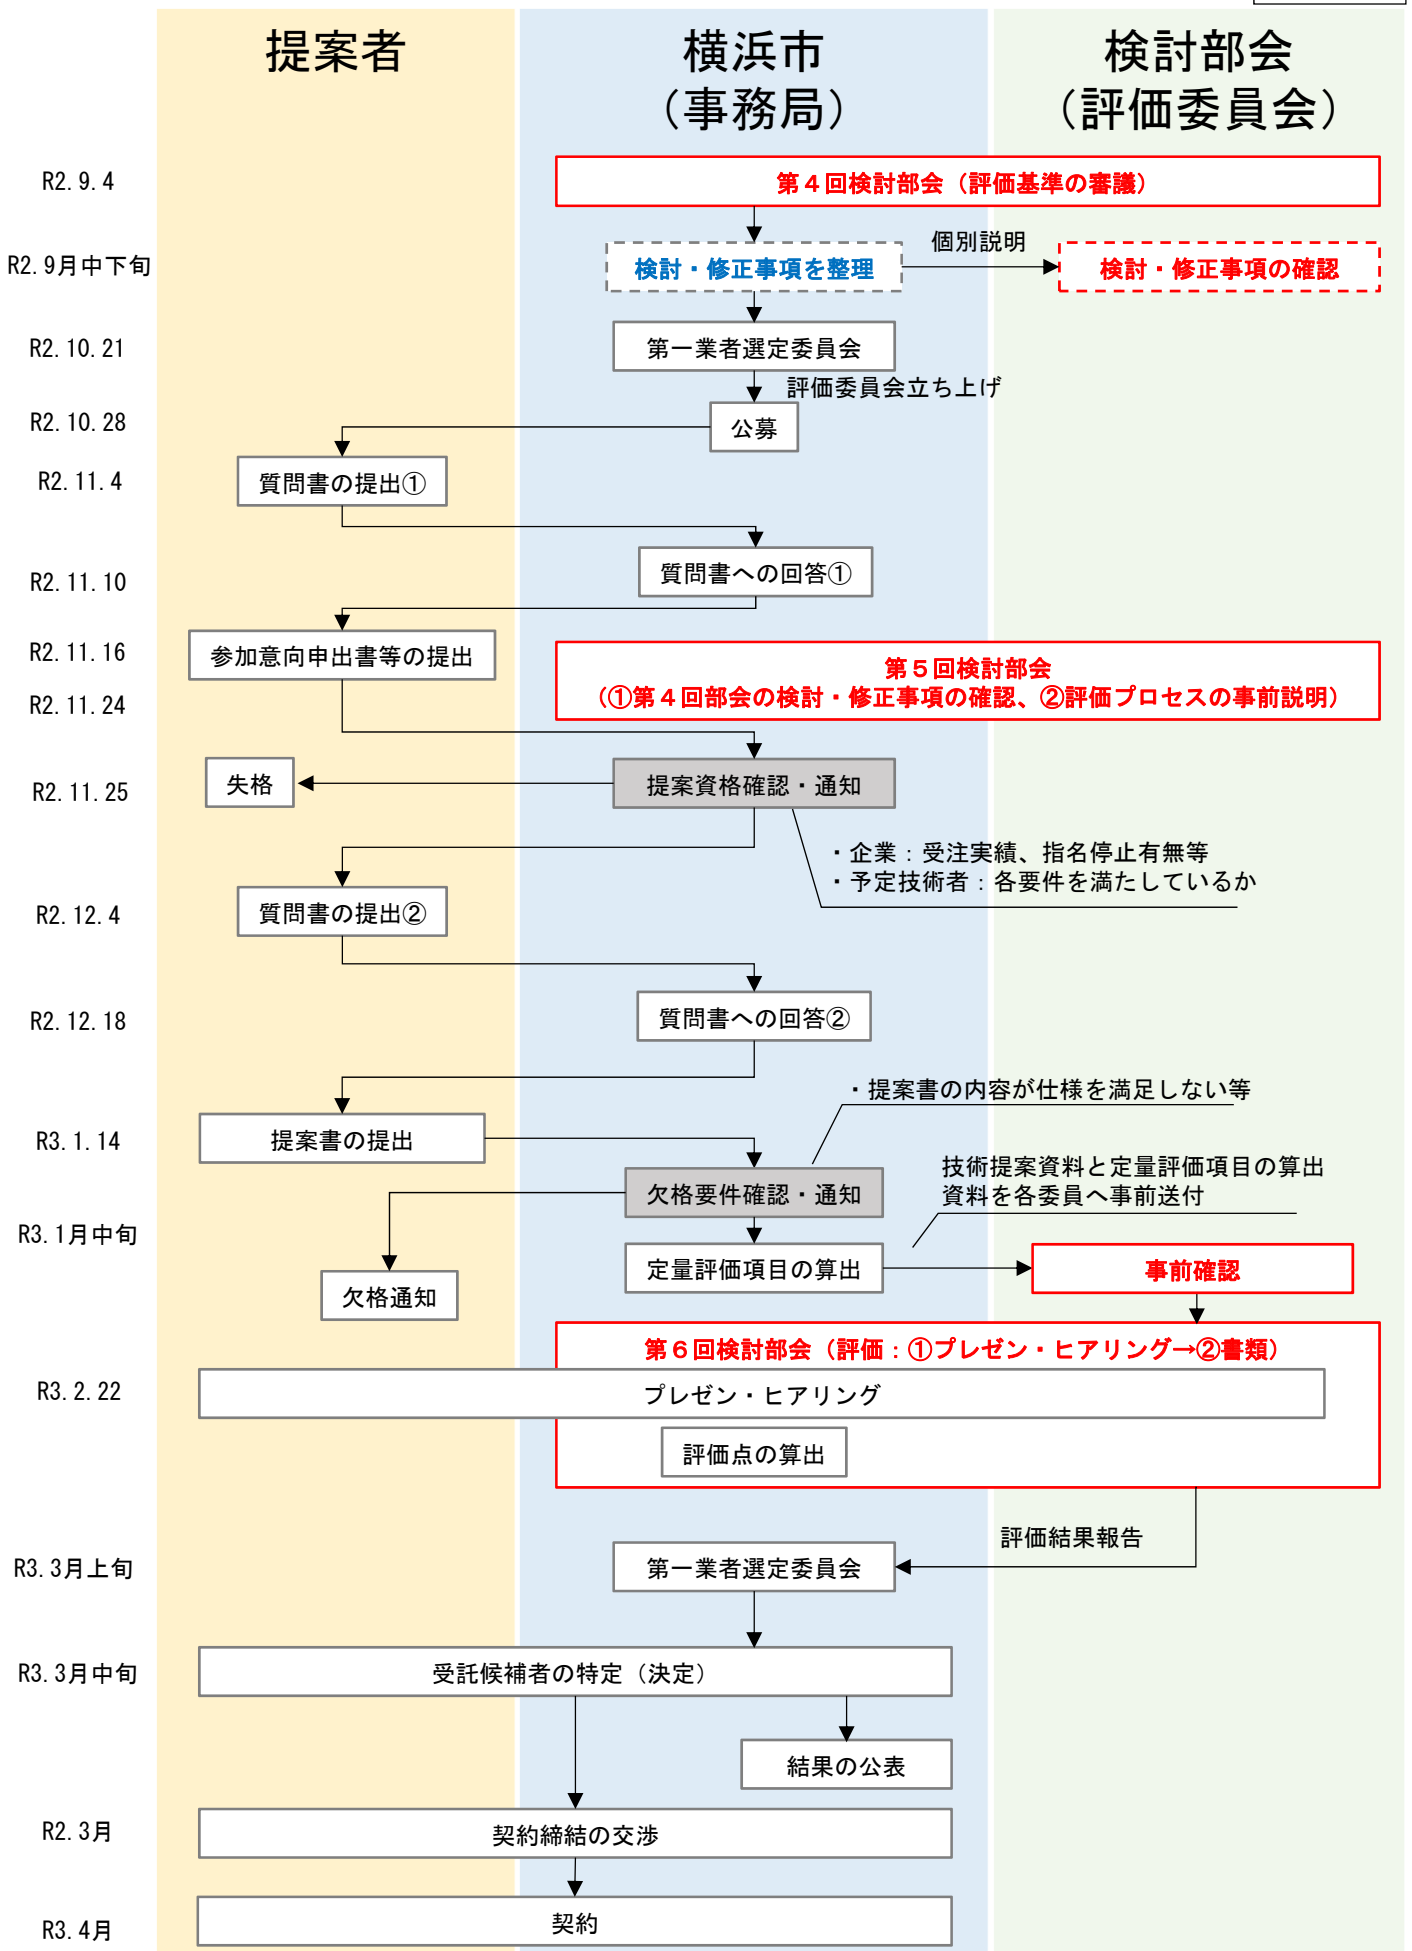 提案者
横浜市
（事務局）
検討部会
（評価委員会）
R2.9.4
第４回検討部会（評価基準の審議）
R2.9月中下旬
検討・修正事項を整理
個別説明
検討・修正事項の確認
R2.10.21
第一業者選定委員会
評価委員会立ち上げ
R2.10.28
公募
R2.11.4
質問書の提出①
R2.11.10
質問書への回答①
R2.11.16
参加意向申出書等の提出
R2.11.24
第５回検討部会
（①第４回部会の検討・修正事項の確認、②評価プロセスの事前説明）
R2.11.25
失格
提案資格確認・通知
・企業：受注実績、指名停止有無等
・予定技術者：各要件を満たしているか
R2.12.4
質問書の提出②
R2.12.18
質問書への回答②
・提案書の内容が仕様を満足しない等
R3.1.14
提案書の提出
欠格要件確認・通知
技術提案資料と定量評価項目の算出
資料を各委員へ事前送付
R3.1月中旬
定量評価項目の算出
事前確認
欠格通知
第６回検討部会（評価：①プレゼン・ヒアリング→②書類）
R3.2.22
プレゼン・ヒアリング
評価点の算出
評価結果報告
R3.3月上旬
第一業者選定委員会
R3.3月中旬
受託候補者の特定（決定）
結果の公表
R2.3月
契約締結の交渉
R3.4月
契約